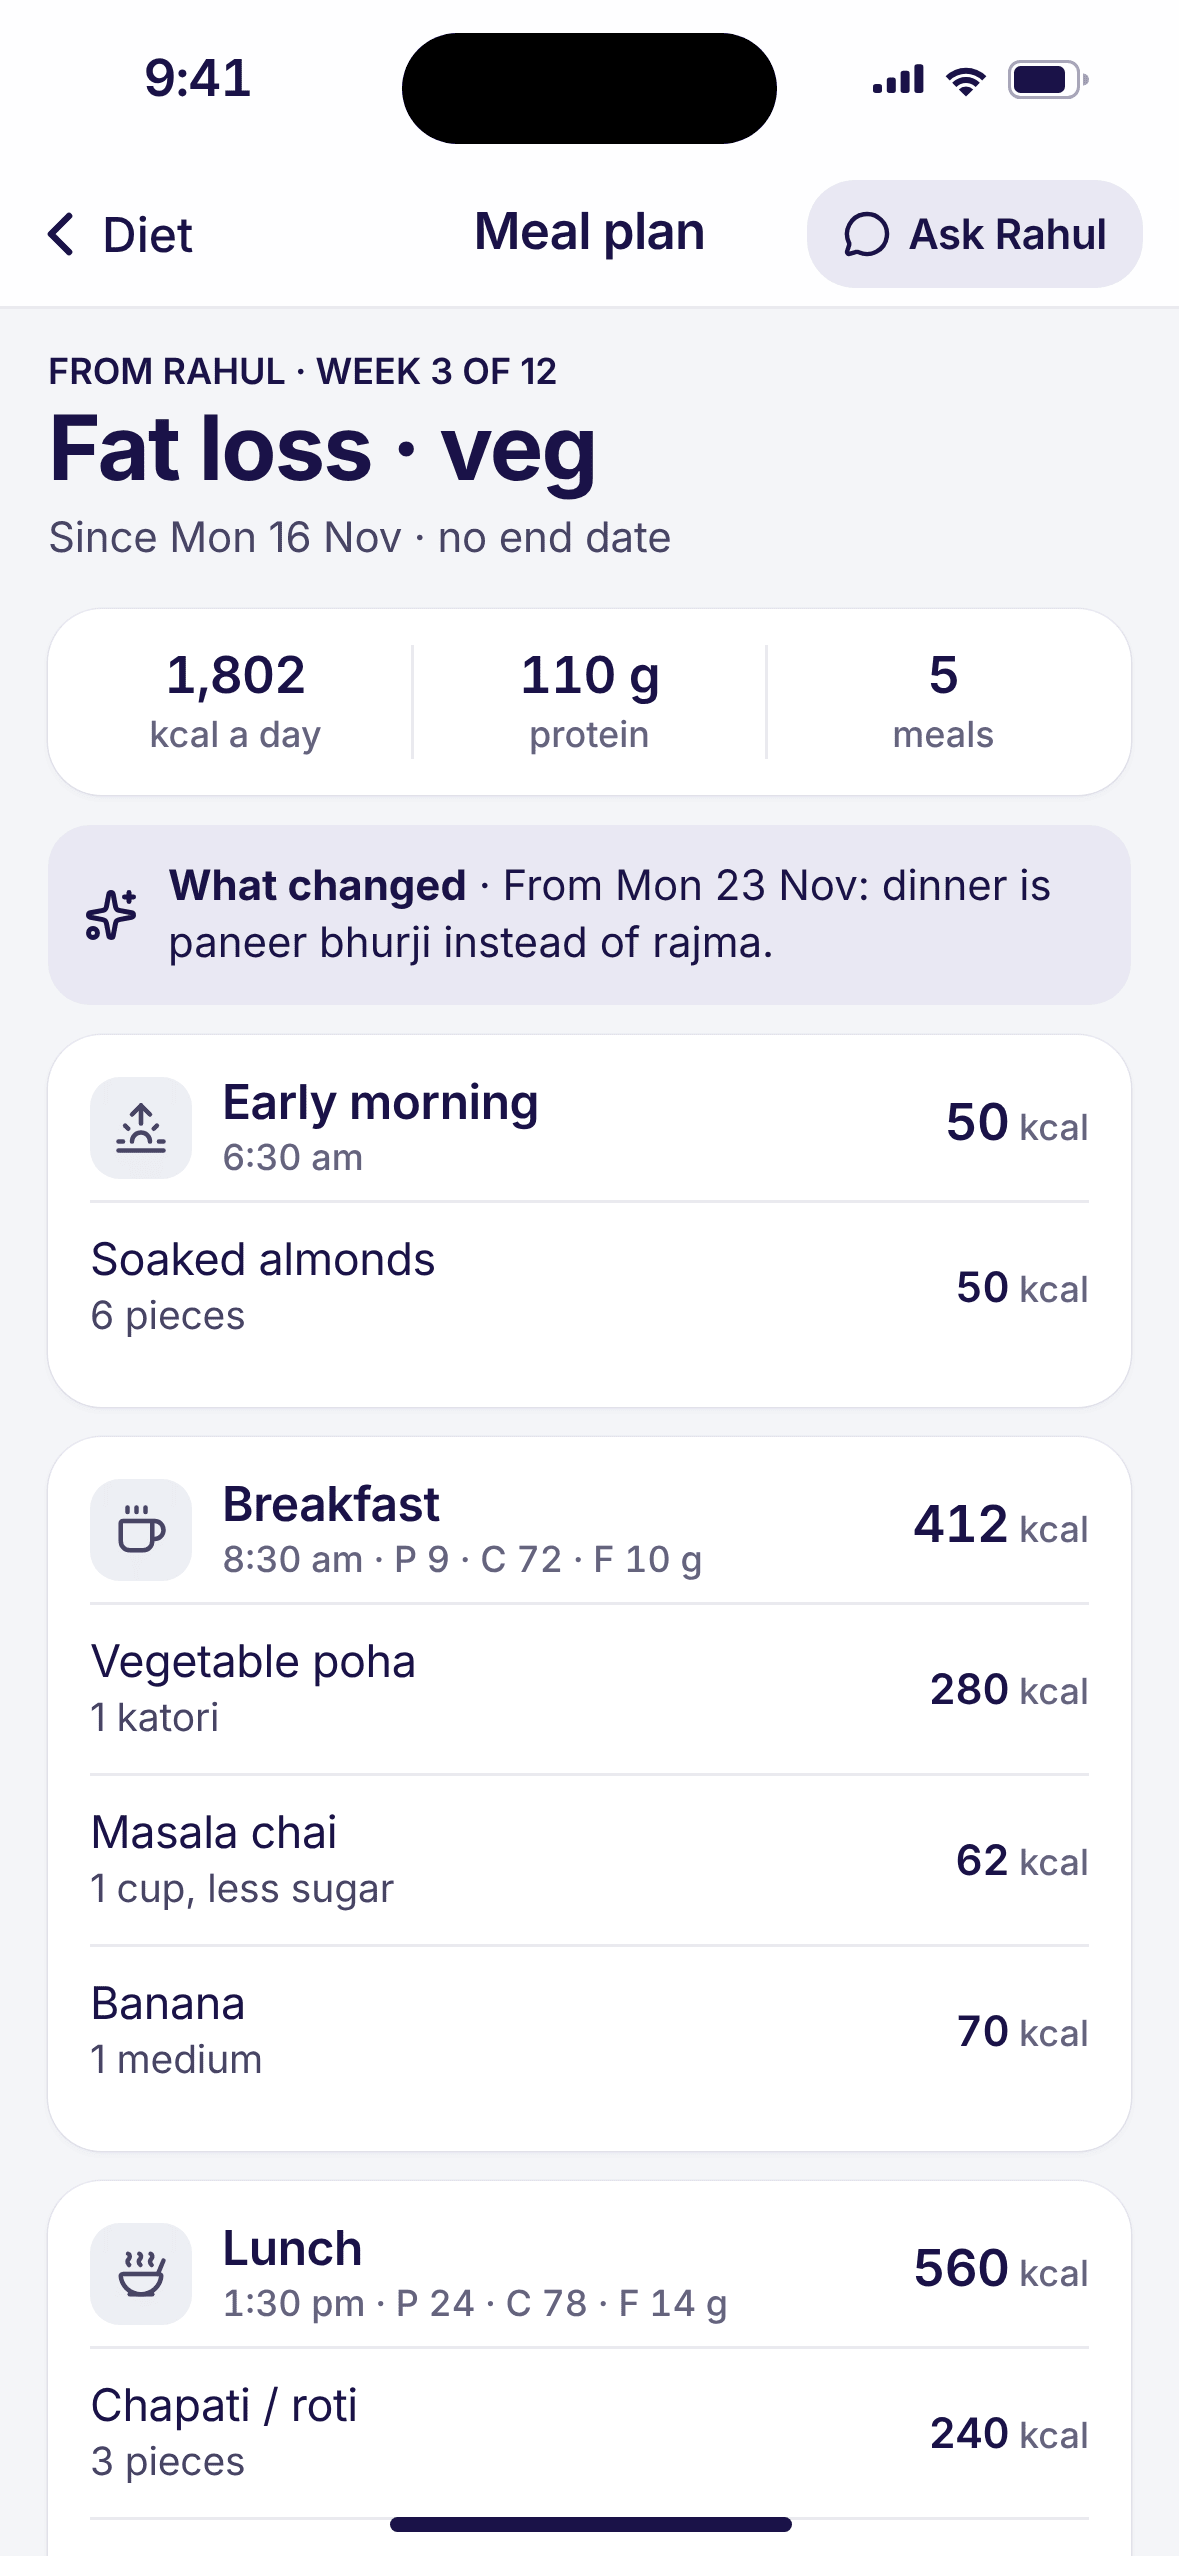 9:41
Diet
Meal plan
Ask Rahul
FROM RAHUL · WEEK 3 OF 12
Fat loss · veg
Since Mon 16 Nov · no end date
1,802
kcal a day
110 g
protein
5
meals
What changed · From Mon 23 Nov: dinner is
paneer bhurji instead of rajma.
Early morning
6:30 am
50 kcal
Soaked almonds
6 pieces
50 kcal
Breakfast
8:30 am · P 9 · C 72 · F 10 g
412 kcal
Vegetable poha
1 katori
280 kcal
Masala chai
1 cup, less sugar
62 kcal
Banana
1 medium
70 kcal
Lunch
1:30 pm · P 24 · C 78 · F 14 g
560 kcal
Chapati / roti
3 pieces
240 kcal